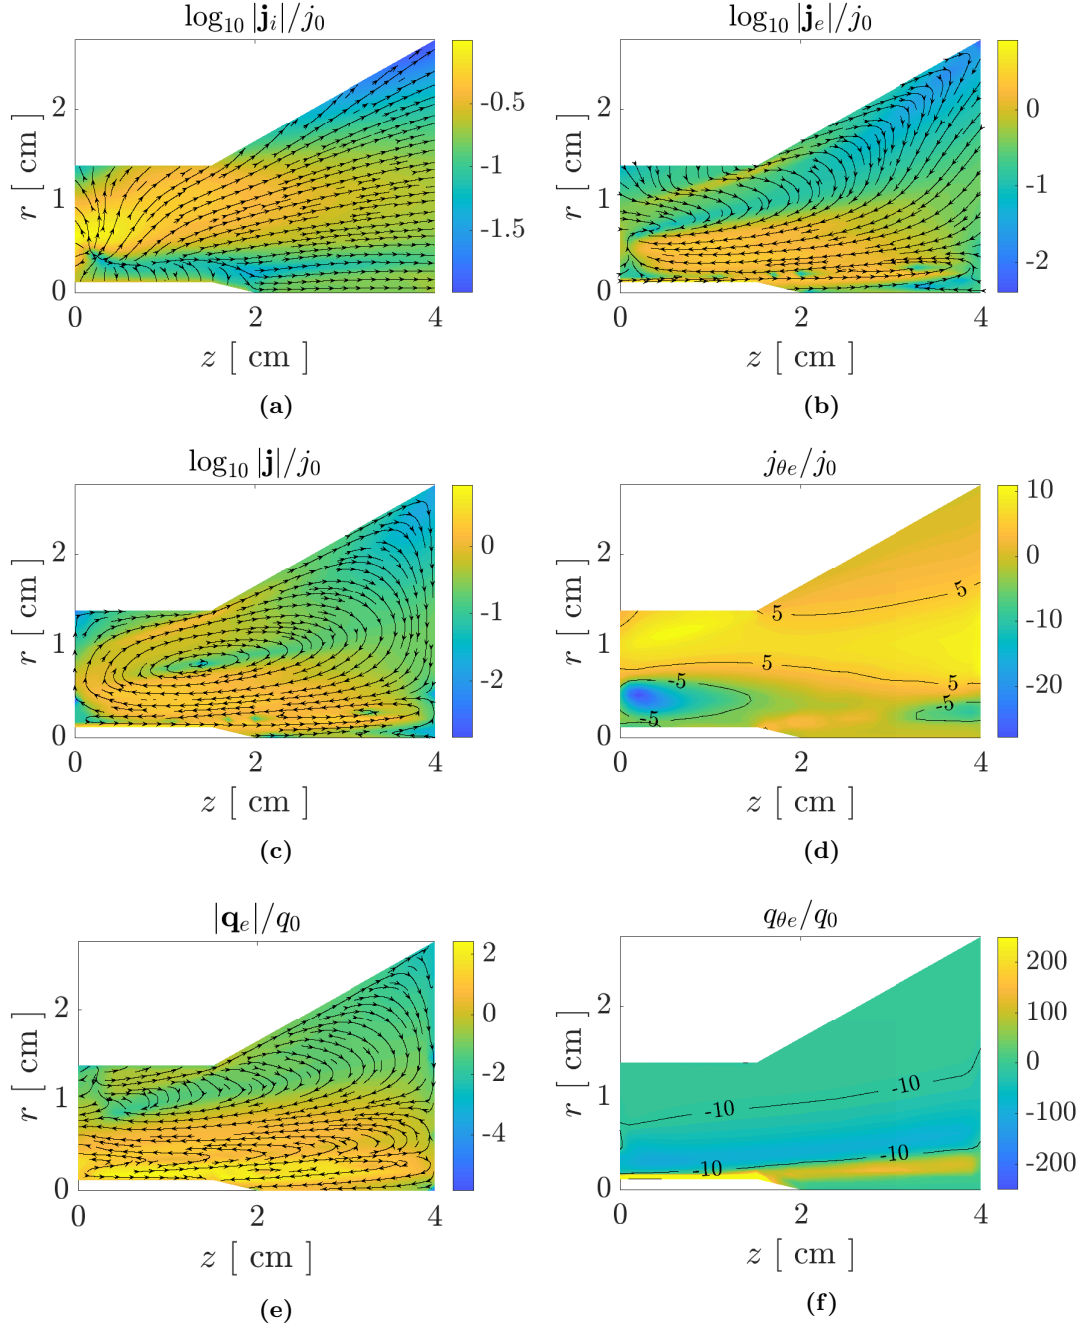 log₁₀ |𝐣ᵢ|/j₀
r [ cm ]
2
1
0
0
2
4
z [ cm ]
-0.5
-1
-1.5
(a)
log₁₀ |𝐣ₑ|/j₀
r [ cm ]
2
1
0
0
2
4
z [ cm ]
0
-1
-2
(b)
log₁₀ |𝐣|/j₀
r [ cm ]
2
1
0
0
2
4
z [ cm ]
0
-1
-2
(c)
j_θe/j₀
r [ cm ]
2
1
0
0
2
4
z [ cm ]
5
5
5
5
-5
-5
-5
10
0
-10
-20
(d)
|𝐪ₑ|/q₀
r [ cm ]
2
1
0
0
2
4
z [ cm ]
2
0
-2
-4
(e)
q_θe/q₀
r [ cm ]
2
1
0
0
2
4
z [ cm ]
-10
-10
-10
-10
200
100
0
-100
-200
(f)